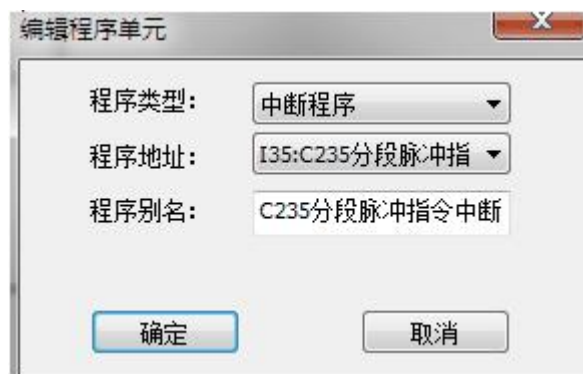 编辑程序单元
程序类型： 中断程序
程序地址： I35:C235分段脉冲指
程序别名： C235分段脉冲指令中断
确定 取消